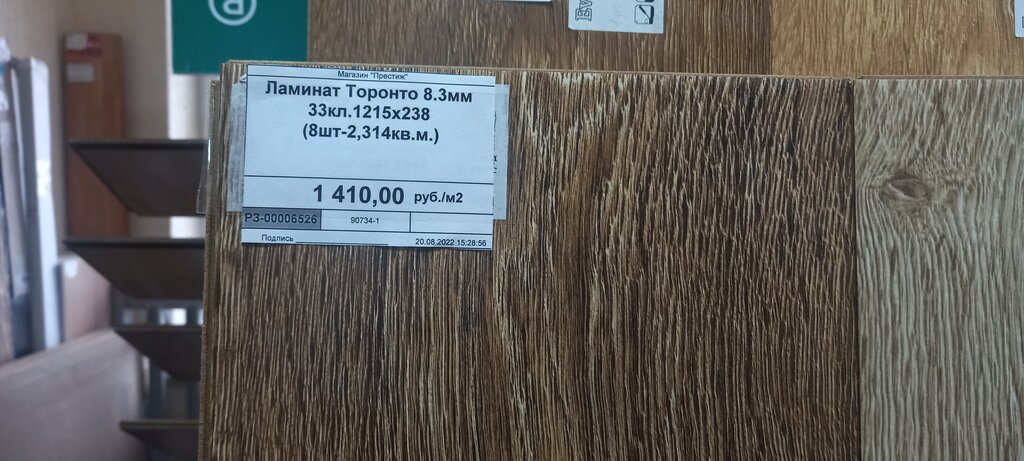 Магазин "Престиж"
Ламинат Торонто 8.3мм
33кл.1215х238
(8шт-2,314кв.м.)
1 410,00 руб./м2
РЗ-00006526
90734-1
Подпись
20.08.2022 15:28:56
Ev